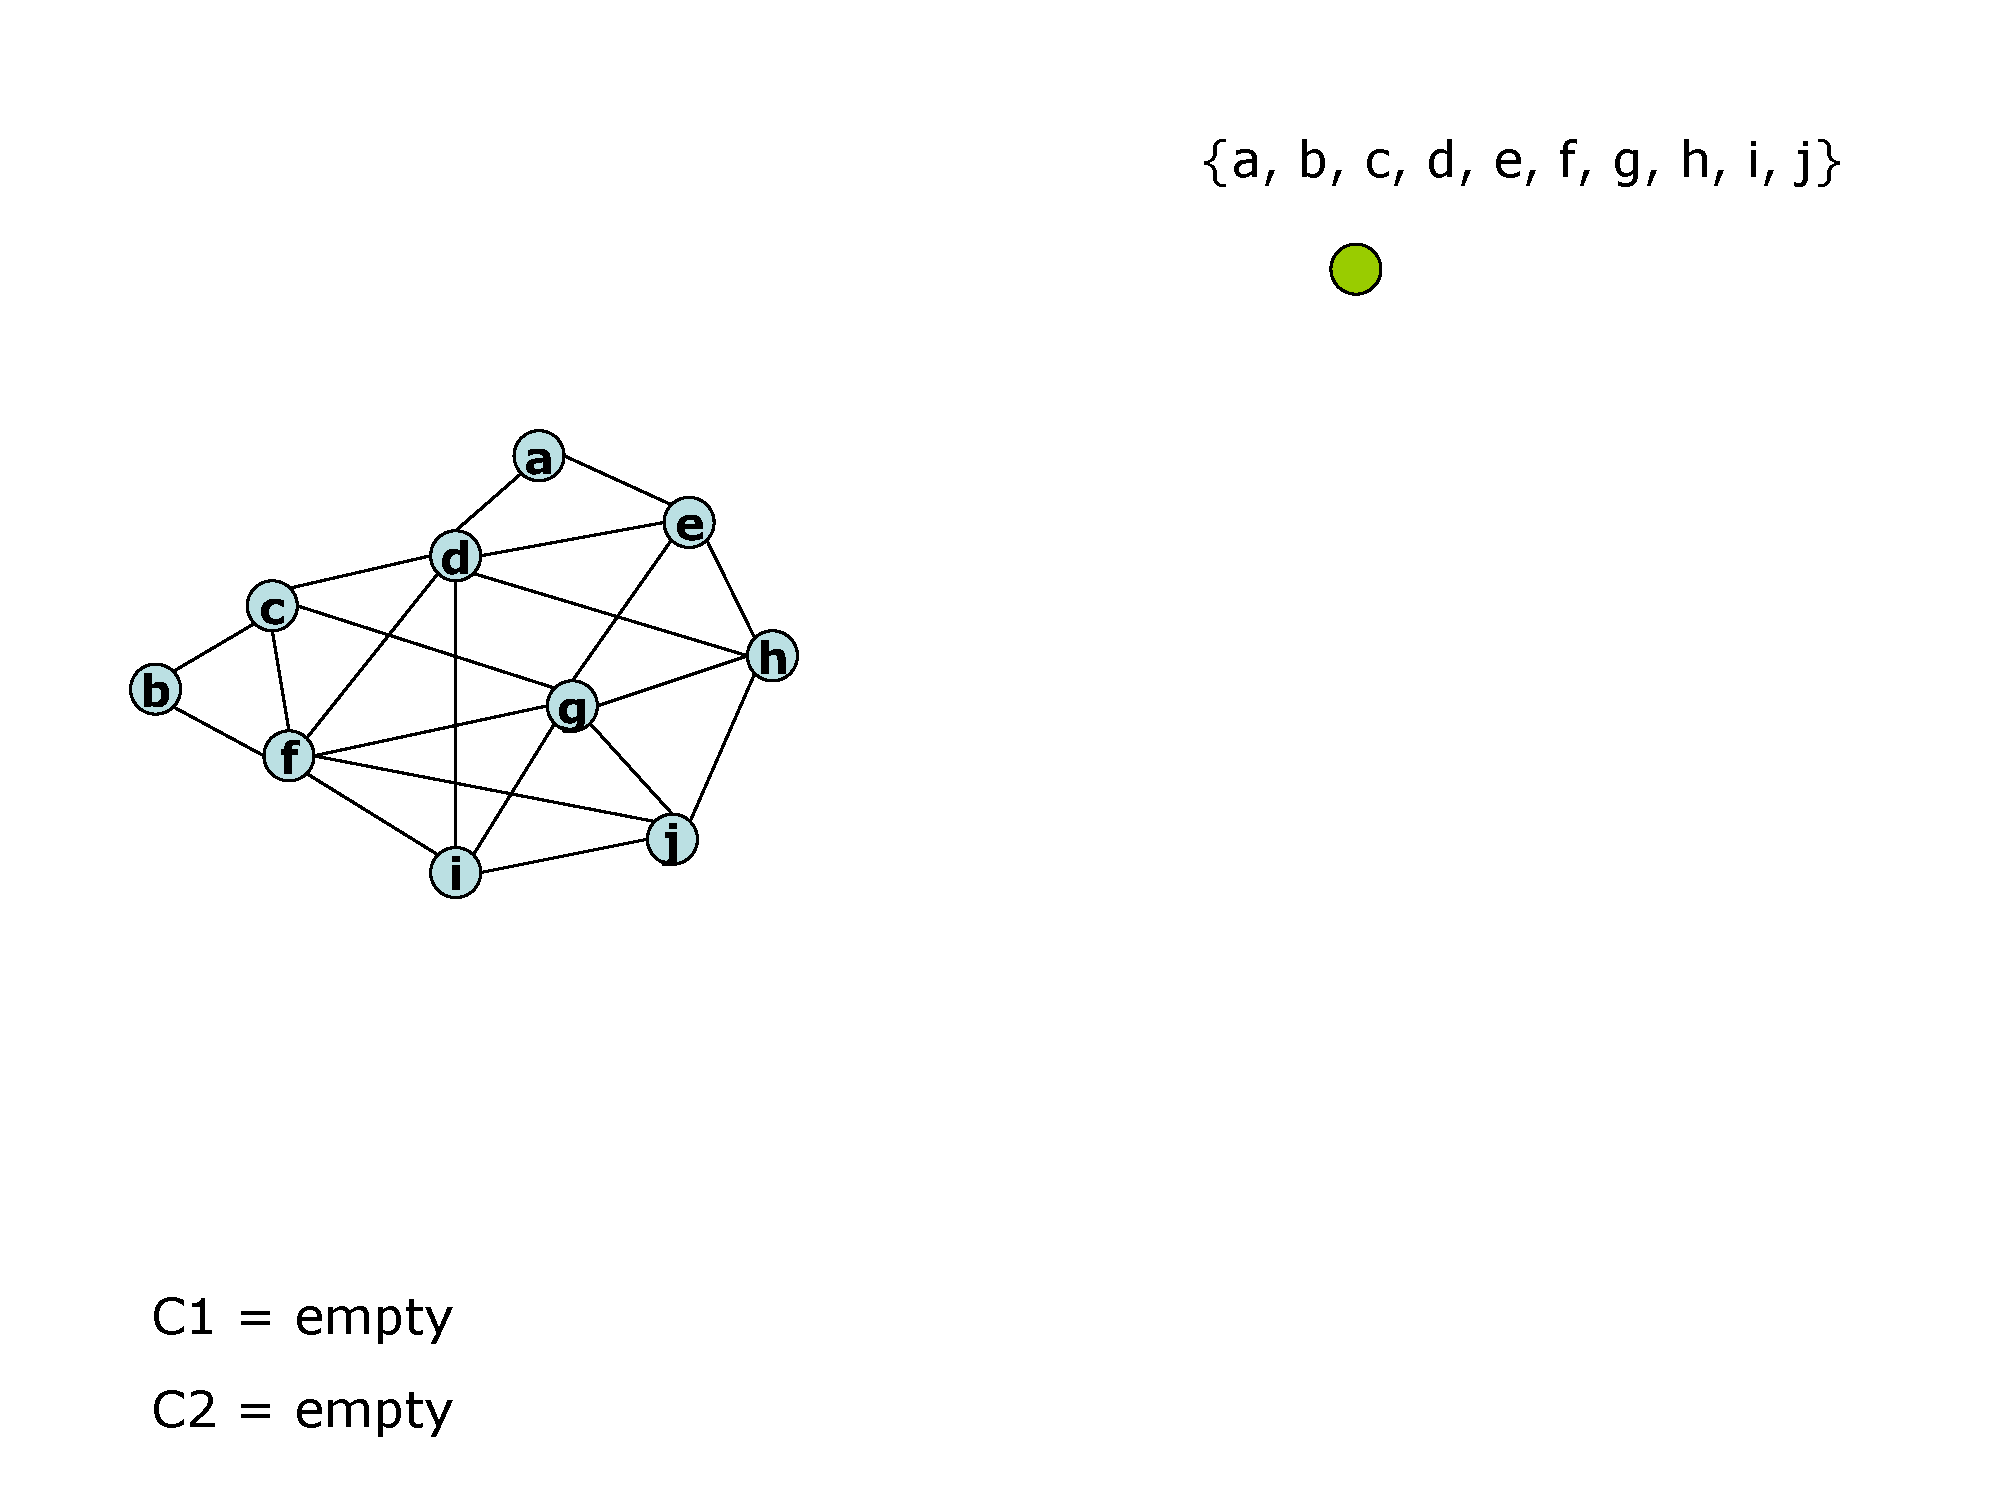 {a, b, c, d, e, f, g, h, i, j}
a
e
d
c
h
b
g
f
j
i
C1 = empty
C2 = empty